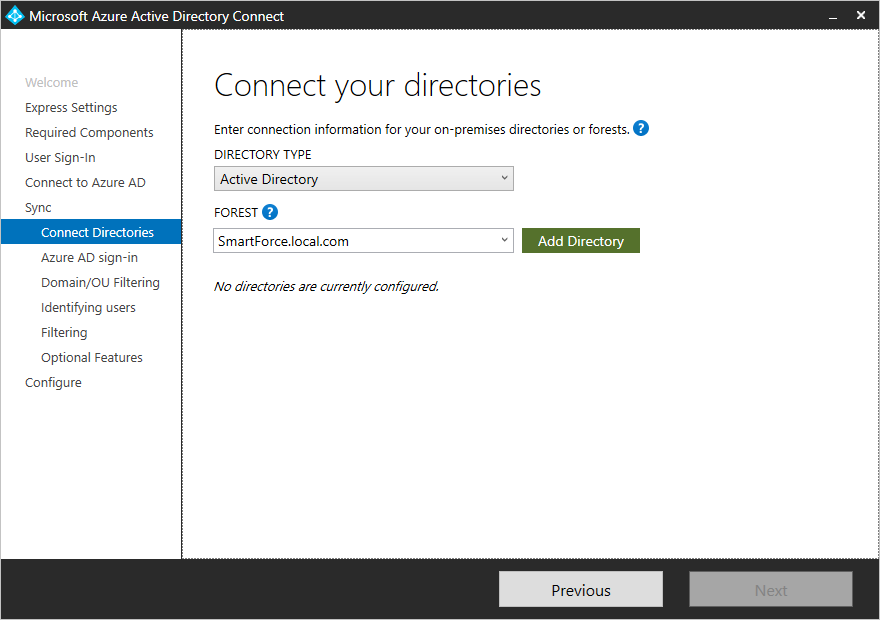 Microsoft Azure Active Directory Connect
Welcome
Express Settings
Required Components
User Sign-In
Connect to Azure AD
Sync
Connect Directories
Azure AD sign-in
Domain/OU Filtering
Identifying users
Filtering
Optional Features
Configure
Connect your directories
Enter connection information for your on-premises directories or forests. ?
DIRECTORY TYPE
Active Directory
FOREST ?
SmartForce.local.com
Add Directory
No directories are currently configured.
Previous
Next